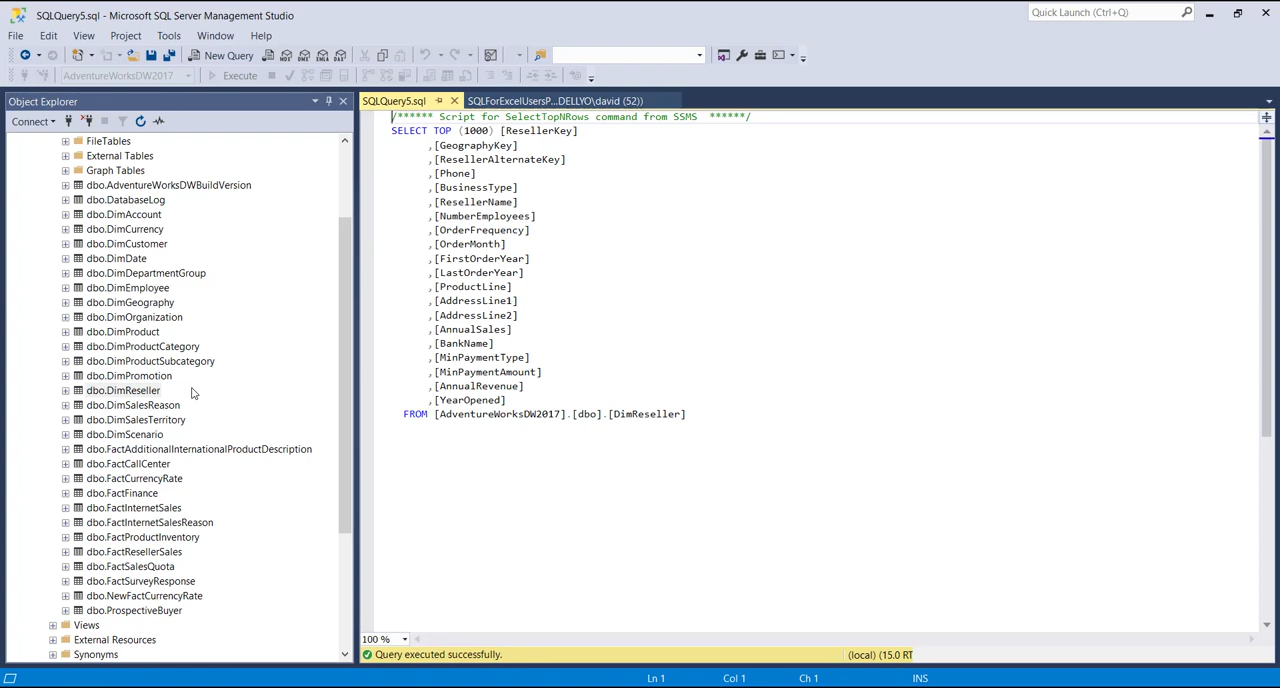 SQLQuery5.sql - Microsoft SQL Server Management Studio
Quick Launch (Ctrl+Q)
File Edit View Project Tools Window Help
New Query
MDX DMX XMLA DAX
AdventureWorksDW2017 Execute
Object Explorer
SQLQuery5.sql SQLForExcelUsersP...DELLYO\david (52))
Connect
FileTables
External Tables
Graph Tables
dbo.AdventureWorksDWBuildVersion
dbo.DatabaseLog
dbo.DimAccount
dbo.DimCurrency
dbo.DimCustomer
dbo.DimDate
dbo.DimDepartmentGroup
dbo.DimEmployee
dbo.DimGeography
dbo.DimOrganization
dbo.DimProduct
dbo.DimProductCategory
dbo.DimProductSubcategory
dbo.DimPromotion
dbo.DimReseller
dbo.DimSalesReason
dbo.DimSalesTerritory
dbo.DimScenario
dbo.FactAdditionalInternationalProductDescription
dbo.FactCallCenter
dbo.FactCurrencyRate
dbo.FactFinance
dbo.FactInternetSales
dbo.FactInternetSalesReason
dbo.FactProductInventory
dbo.FactResellerSales
dbo.FactSalesQuota
dbo.FactSurveyResponse
dbo.NewFactCurrencyRate
dbo.ProspectiveBuyer
Views
External Resources
Synonyms
/****** Script for SelectTopNRows command from SSMS ******/
SELECT TOP (1000) [ResellerKey]
,[GeographyKey]
,[ResellerAlternateKey]
,[Phone]
,[BusinessType]
,[ResellerName]
,[NumberEmployees]
,[OrderFrequency]
,[OrderMonth]
,[FirstOrderYear]
,[LastOrderYear]
,[ProductLine]
,[AddressLine1]
,[AddressLine2]
,[AnnualSales]
,[BankName]
,[MinPaymentType]
,[MinPaymentAmount]
,[AnnualRevenue]
,[YearOpened]
FROM [AdventureWorksDW2017].[dbo].[DimReseller]
100 %
Query executed successfully. (local) (15.0 RT
Ln 1 Col 1 Ch 1 INS